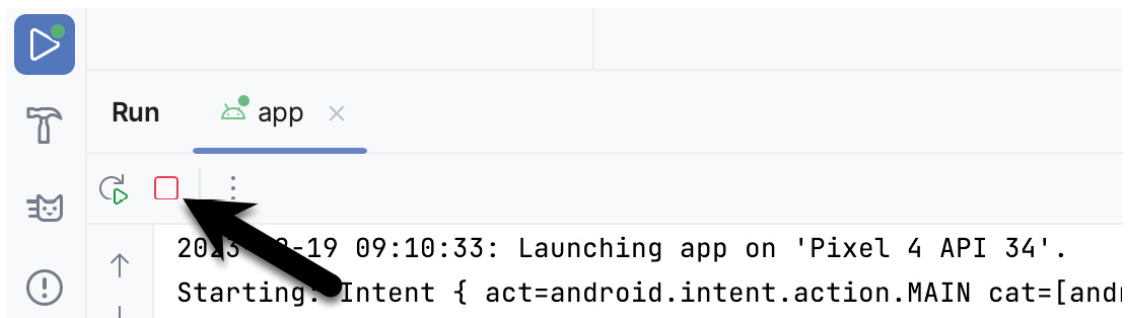 Run app
19 09:10:33: Launching app on 'Pixel 4 API 34'.
Starting: Intent { act=android.intent.action.MAIN cat=[and